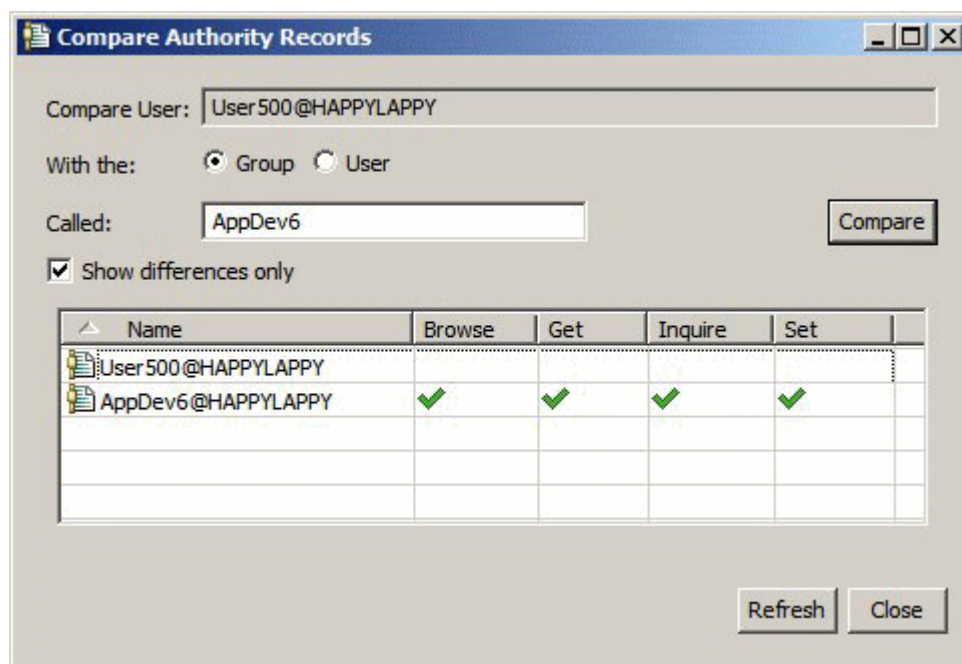 Compare Authority Records
Compare User: User500@HAPPYLAPPY
With the: Group User
Called: AppDev6 Compare
Show differences only
Name Browse Get Inquire Set
User500@HAPPYLAPPY
AppDev6@HAPPYLAPPY
Refresh Close